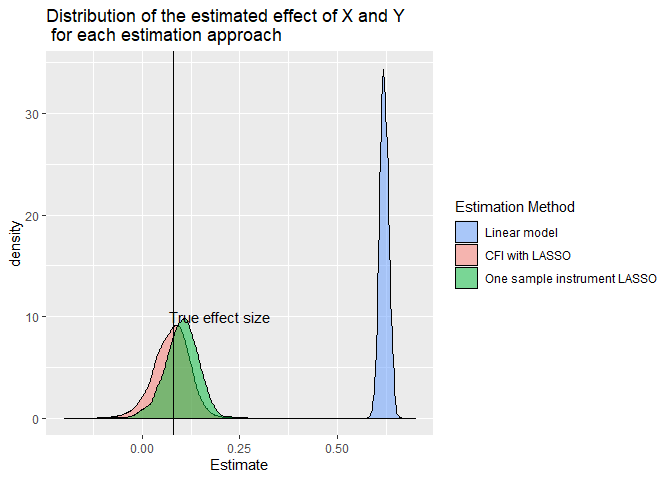 Distribution of the estimated effect of X and Y
for each estimation approach
30
20
10
0
density
True effect size
0.00
0.25
0.50
Estimate
Estimation Method
Linear model
CFI with LASSO
One sample instrument LASSO